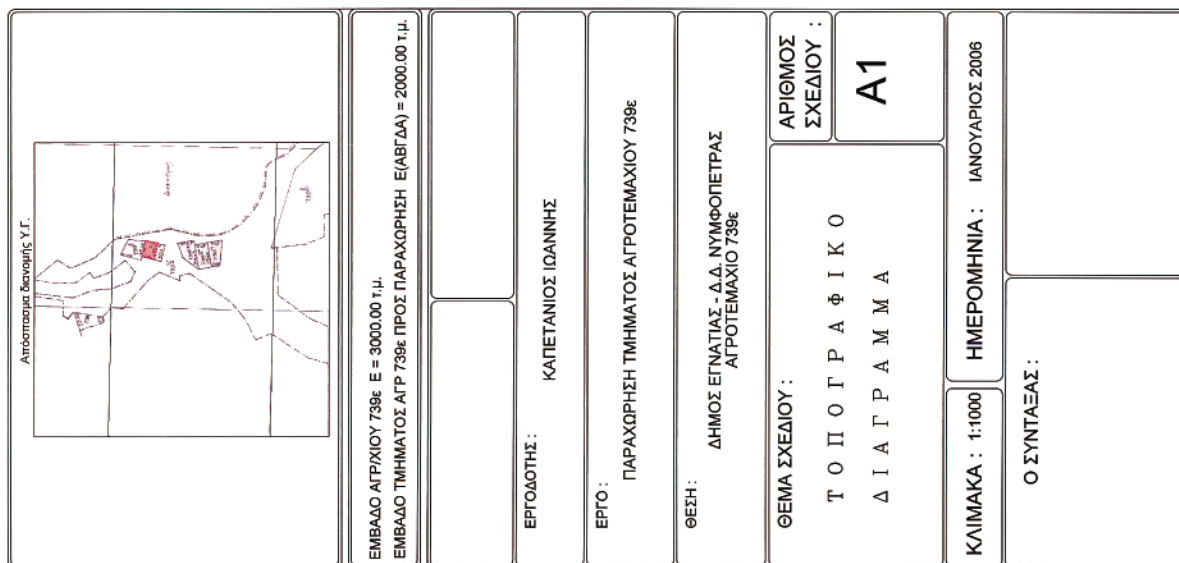 Απόσπασμα διανομής Υ.Γ.
ΕΜΒΑΔΟ ΑΓΡ/ΧΙΟΥ 739ε Ε = 3000.00 τ.μ.
ΕΜΒΑΔΟ ΤΜΗΜΑΤΟΣ ΑΓΡ 739ε ΠΡΟΣ ΠΑΡΑΧΩΡΗΣΗ Ε(ΑΒΓΔΑ) = 2000.00 τ.μ.
ΕΡΓΟΔΟΤΗΣ :
ΚΑΠΕΤΑΝΙΟΣ ΙΩΑΝΝΗΣ
ΕΡΓΟ :
ΠΑΡΑΧΩΡΗΣΗ ΤΜΗΜΑΤΟΣ ΑΓΡΟΤΕΜΑΧΙΟΥ 739ε
ΘΕΣΗ :
ΔΗΜΟΣ ΕΓΝΑΤΙΑΣ - Δ.Δ. ΝΥΜΦΟΠΕΤΡΑΣ
ΑΓΡΟΤΕΜΑΧΙΟ 739ε
ΘΕΜΑ ΣΧΕΔΙΟΥ :
ΤΟΠΟΓΡΑΦΙΚΟ
ΔΙΑΓΡΑΜΜΑ
ΑΡΙΘΜΟΣ
ΣΧΕΔΙΟΥ :
Α1
ΚΛΙΜΑΚΑ : 1:1000
ΗΜΕΡΟΜΗΝΙΑ : ΙΑΝΟΥΑΡΙΟΣ 2006
Ο ΣΥΝΤΑΞΑΣ :